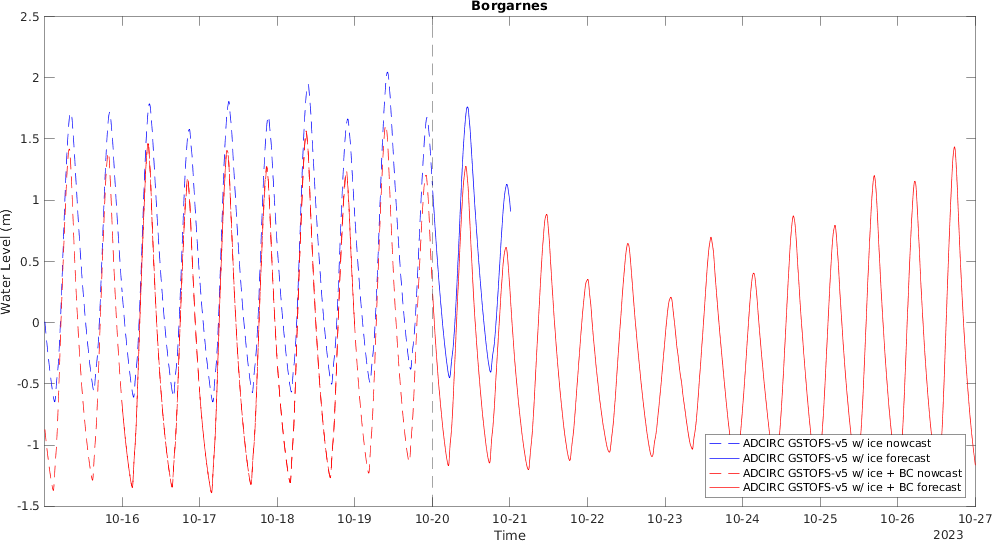 Borgarnes
2.5
2
1.5
1
0.5
0
-0.5
-1
-1.5
Water Level (m)
10-16 10-17 10-18 10-19 10-20 10-21 10-22 10-23 10-24 10-25 10-26 10-27
Time
2023
ADCIRC GSTOFS-v5 w/ ice nowcast
ADCIRC GSTOFS-v5 w/ ice forecast
ADCIRC GSTOFS-v5 w/ ice + BC nowcast
ADCIRC GSTOFS-v5 w/ ice + BC forecast